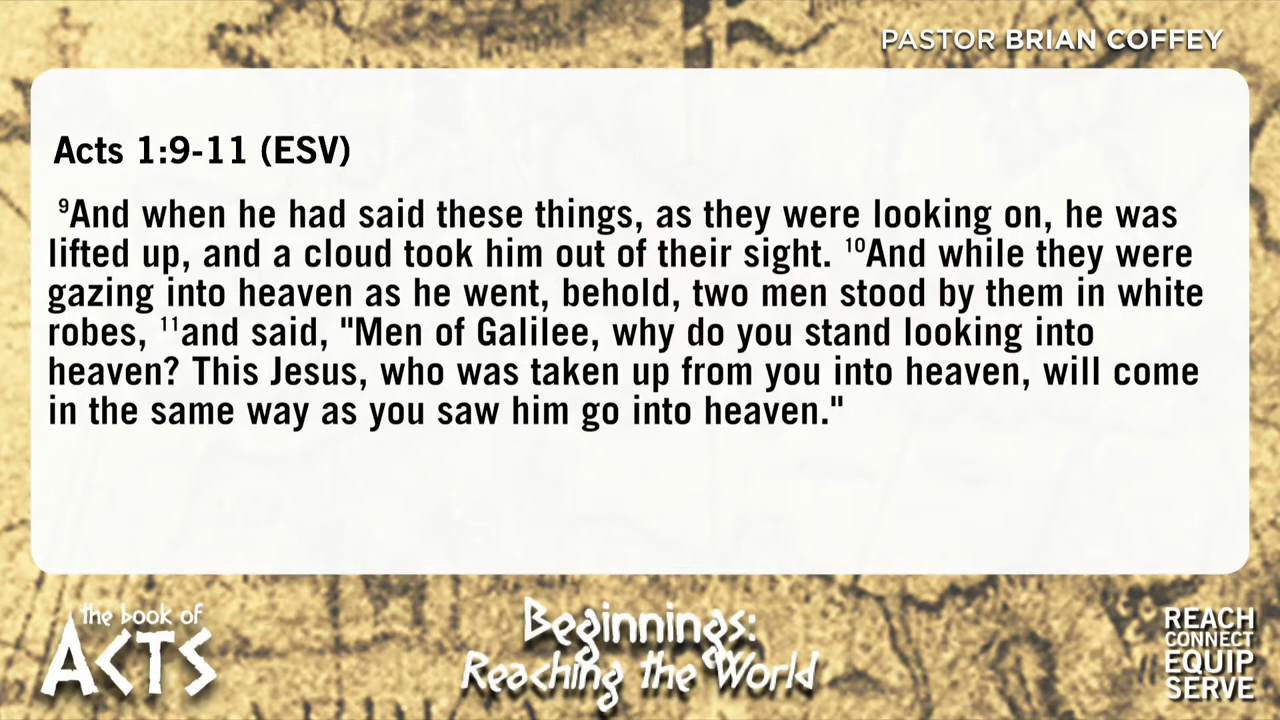 PASTOR BRIAN COFFEY
Acts 1:9-11 (ESV)
⁹And when he had said these things, as they were looking on, he was
lifted up, and a cloud took him out of their sight. ¹⁰And while they were
gazing into heaven as he went, behold, two men stood by them in white
robes, ¹¹and said, "Men of Galilee, why do you stand looking into
heaven? This Jesus, who was taken up from you into heaven, will come
in the same way as you saw him go into heaven."
the book of
ACTS
Beginnings:
Reaching the World
REACH
CONNECT
EQUIP
SERVE